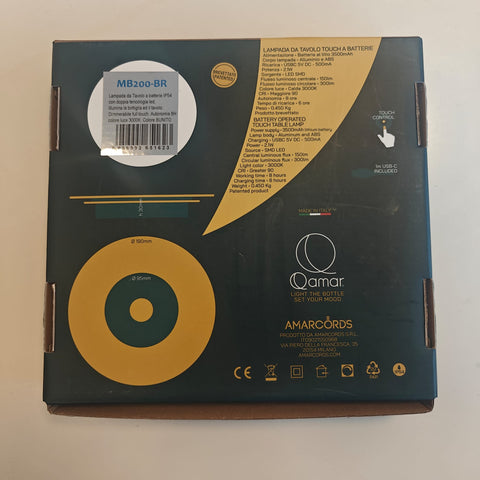 MB200-BR
Lampada da Tavolo a batteria IP54
con doppia tecnologia led,
illumina la bottiglia ed il tavolo.
Dimmerabile full touch. Autonomia 9H
colore luce 3000K. Colore BIANCO
BREVETTATO
PATENTED
LAMPADA DA TAVOLO TOUCH A BATTERIE
Alimentazione - Batterie al litio 3500mAh
Corpo lampada - Alluminio e ABS
Ricarica - USBC 5V DC - 500mA
Potenza - 2,1W
Sorgente - LED SMD
Flusso luminoso centrale - 150lm
Flusso luminoso circolare - 300lm
Colore luce - Calda 3000K
CRI - Maggiore 90
Autonomia - 8 ore
Tempo di ricarica - 6 ore
Peso - 0,450 Kg
Prodotto brevettato
BATTERY OPERATED
TOUCH TABLE LAMP
Power supply - 3500mAh lithium battery
Lamp body - Aluminum and ABS
Charging - USBC 5V DC - 500mA
Power - 2,1W
Source - SMD LED
Central luminous flux - 150lm
Circular luminous flux - 300lm
Light color - 3000K
CRI - Greater 90
Working time - 8 hours
Charging time - 6 hours
Weight - 0,450 Kg
Patented product
TOUCH
CONTROL
1m USB-C
INCLUDED
MADE IN ITALY
Ø 190mm
Ø 95mm
Qamar
LIGHT THE BOTTLE
SET YOUR MOOD
AMARCORDS
PRODOTTO DA AMARCORDS S.R.L.
VIA PIERO DELLA FRANCESCA, 35
20154 MILANO
AMARCORDS.COM